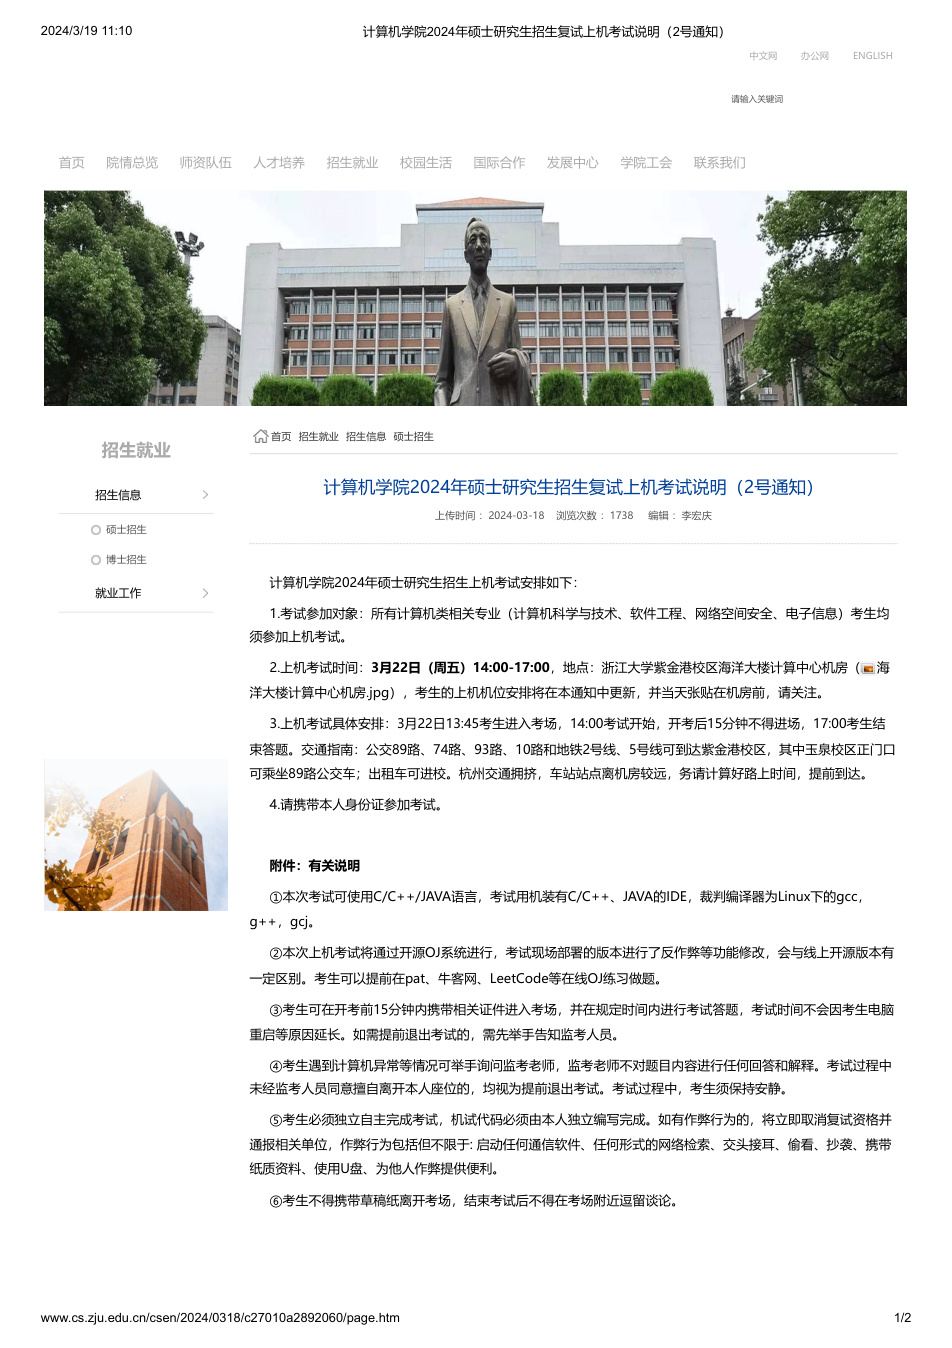 2024/3/19 11:10
计算机学院2024年硕士研究生招生复试上机考试说明（2号通知）
中文网 办公网 ENGLISH
请输入关键词
首页 院情总览 师资队伍 人才培养 招生就业 校园生活 国际合作 发展中心 学院工会 联系我们
招生就业
招生信息
硕士招生
博士招生
就业工作
首页 招生就业 招生信息 硕士招生
计算机学院2024年硕士研究生招生复试上机考试说明（2号通知）
上传时间 ：2024-03-18 浏览次数 ：1738 编辑 ：李宏庆
计算机学院2024年硕士研究生招生上机考试安排如下：
1.考试参加对象：所有计算机类相关专业（计算机科学与技术、软件工程、网络空间安全、电子信息）考生均
须参加上机考试。
2.上机考试时间：3月22日（周五）14:00-17:00，地点：浙江大学紫金港校区海洋大楼计算中心机房（海
洋大楼计算中心机房.jpg），考生的上机机位安排将在本通知中更新，并当天张贴在机房前，请关注。
3.上机考试具体安排：3月22日13:45考生进入考场，14:00考试开始，开考后15分钟不得进场，17:00考生结
束答题。交通指南：公交89路、74路、93路、10路和地铁2号线、5号线可到达紫金港校区，其中玉泉校区正门口
可乘坐89路公交车；出租车可进校。杭州交通拥挤，车站站点离机房较远，务请计算好路上时间，提前到达。
4.请携带本人身份证参加考试。
附件：有关说明
①本次考试可使用C/C++/JAVA语言，考试用机装有C/C++、JAVA的IDE，裁判编译器为Linux下的gcc，
g++，gcj。
②本次上机考试将通过开源OJ系统进行，考试现场部署的版本进行了反作弊等功能修改，会与线上开源版本有
一定区别。考生可以提前在pat、牛客网、LeetCode等在线OJ练习做题。
③考生可在开考前15分钟内携带相关证件进入考场，并在规定时间内进行考试答题，考试时间不会因考生电脑
重启等原因延长。如需提前退出考试的，需先举手告知监考人员。
④考生遇到计算机异常等情况可举手询问监考老师，监考老师不对题目内容进行任何回答和解释。考试过程中
未经监考人员同意擅自离开本人座位的，均视为提前退出考试。考试过程中，考生须保持安静。
⑤考生必须独立自主完成考试，机试代码必须由本人独立编写完成。如有作弊行为的，将立即取消复试资格并
通报相关单位，作弊行为包括但不限于: 启动任何通信软件、任何形式的网络检索、交头接耳、偷看、抄袭、携带
纸质资料、使用U盘、为他人作弊提供便利。
⑥考生不得携带草稿纸离开考场，结束考试后不得在考场附近逗留谈论。
www.cs.zju.edu.cn/csen/2024/0318/c27010a2892060/page.htm
1/2